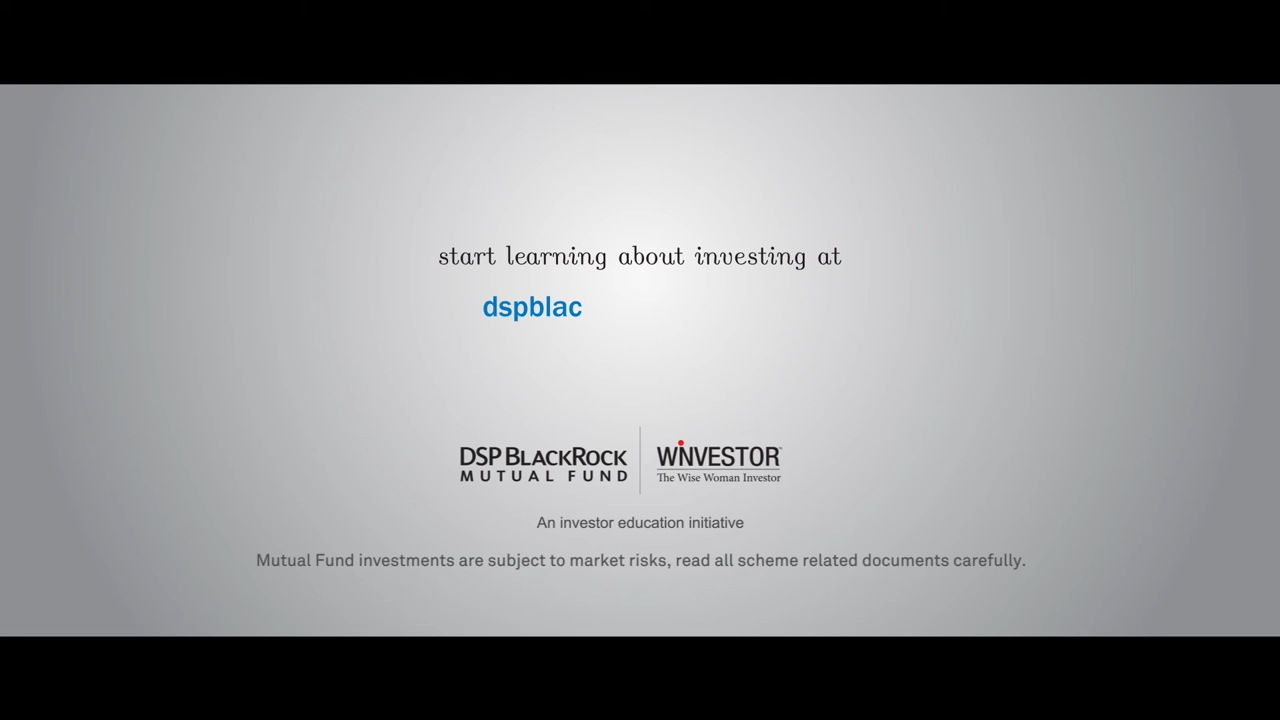 start learning about investing at
dspblac
DSP BLACKROCK
MUTUAL FUND
WINVESTOR™
The Wise Woman Investor
An investor education initiative
Mutual Fund investments are subject to market risks, read all scheme related documents carefully.